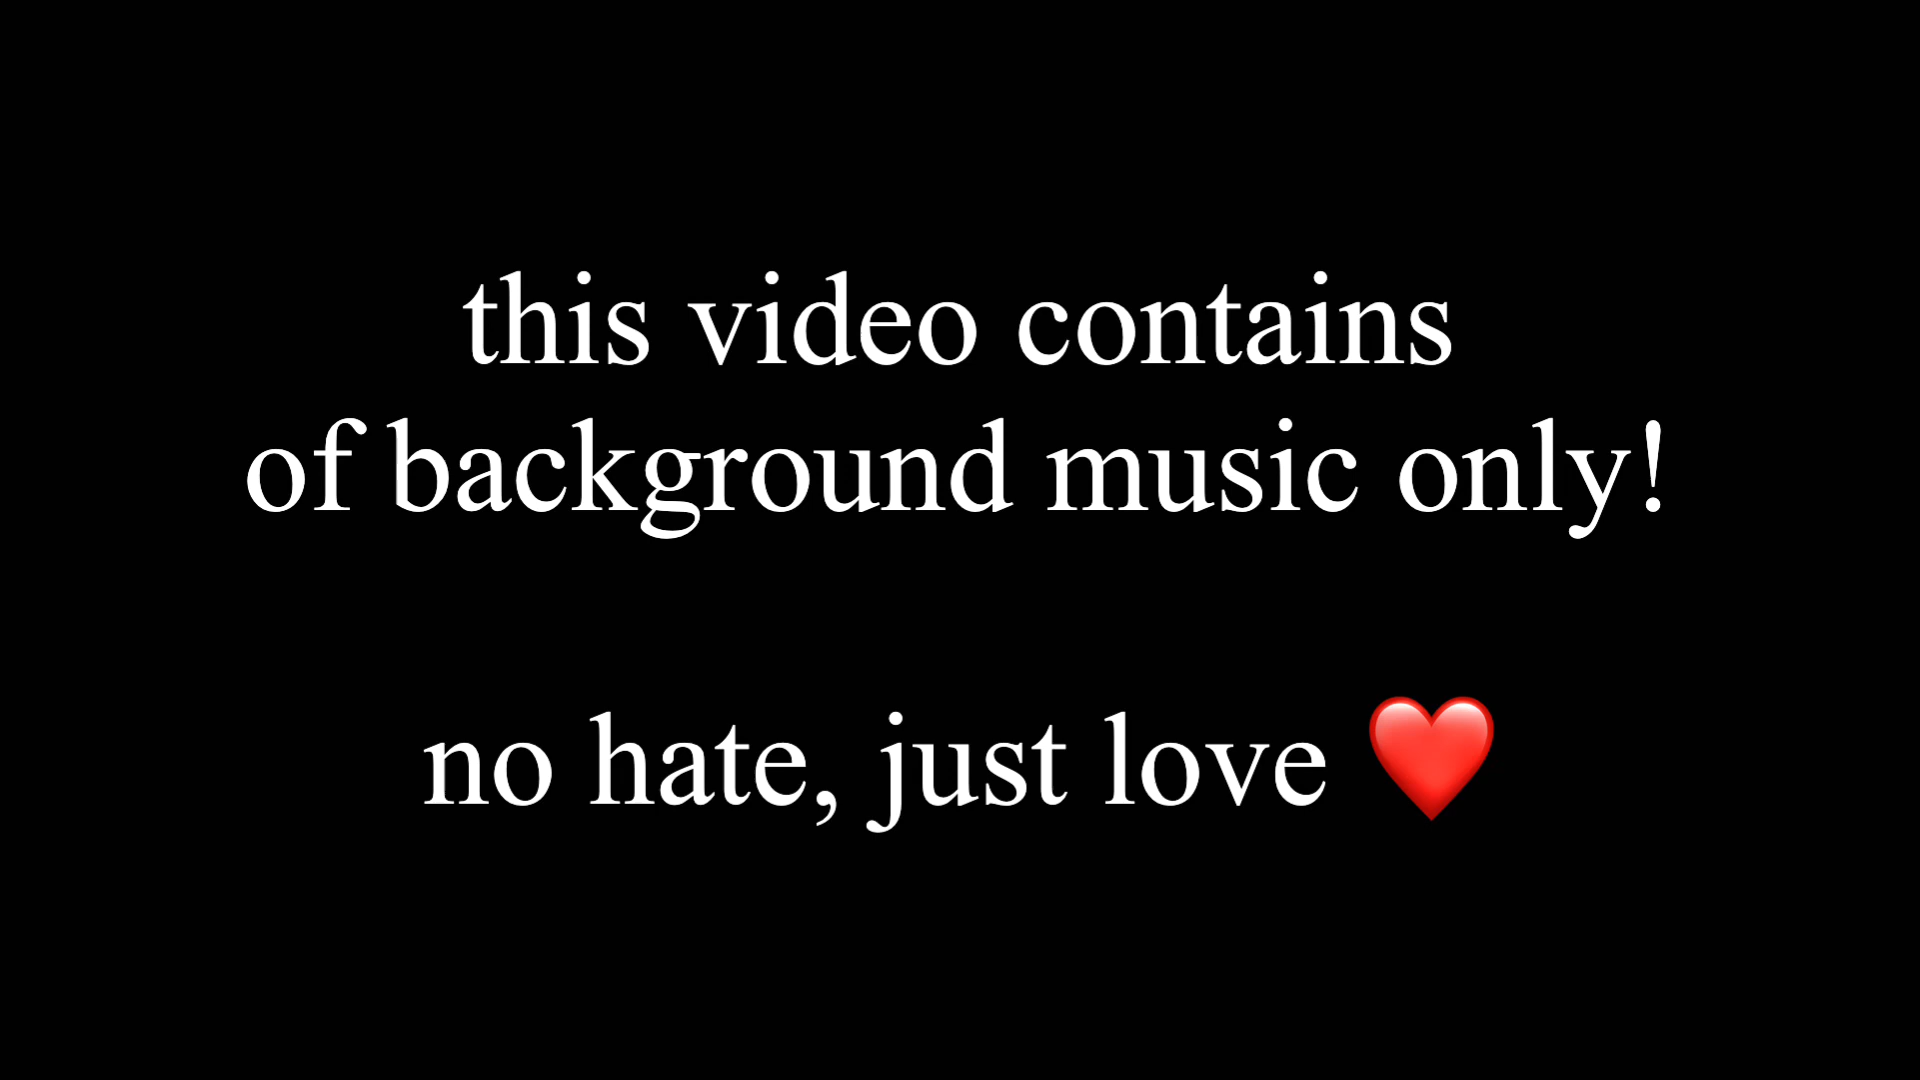 this video contains
of background music only!
no hate, just love ❤️